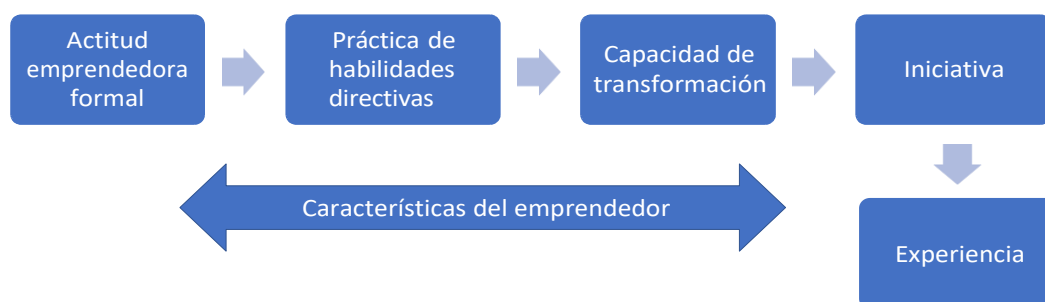 Actitud
emprendedora
formal
Práctica de
habilidades
directivas
Capacidad de
transformación
Iniciativa
Características del emprendedor
Experiencia